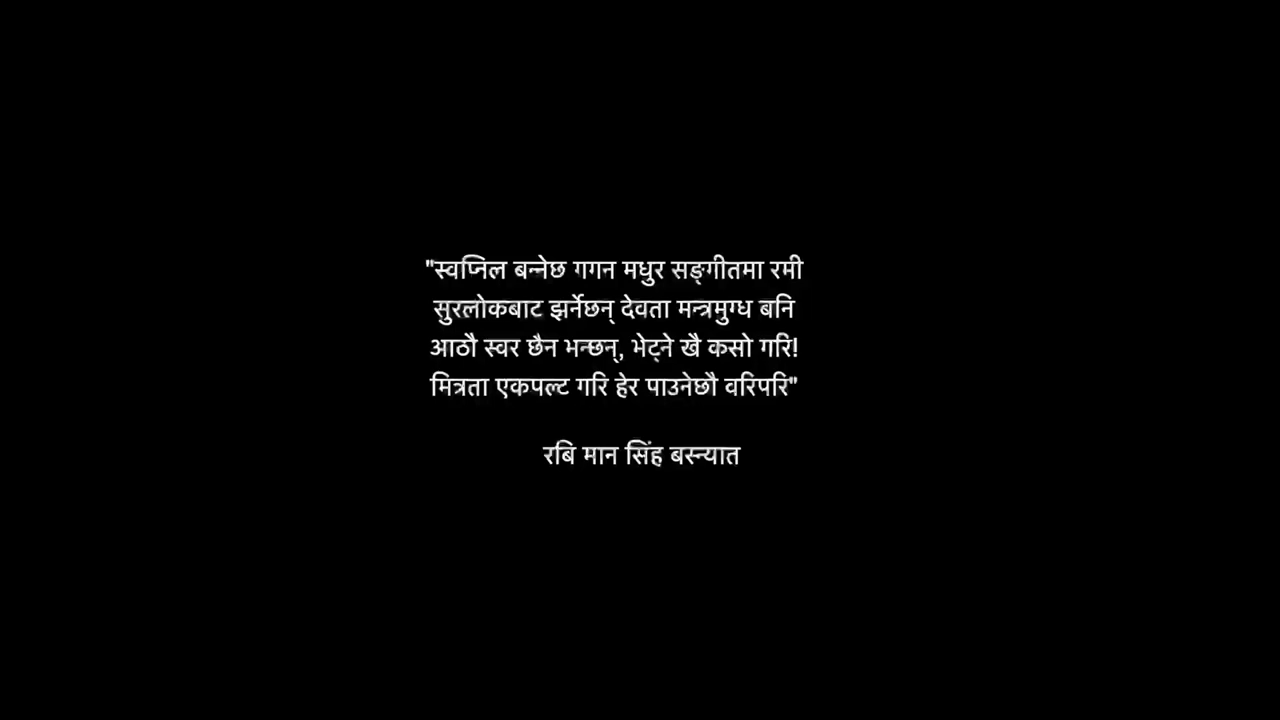 "स्वप्निल बन्नेछ गगन मधुर सङ्गीतमा रमी
सुरलोकबाट झर्नेछन् देवता मन्त्रमुग्ध बनि
आठौ स्वर छैन भन्छन्, भेट्ने खै कसो गरि!
मित्रता एकपल्ट गरि हेर पाउनेछौ वरिपरि"
रबि मान सिंह बस्न्यात